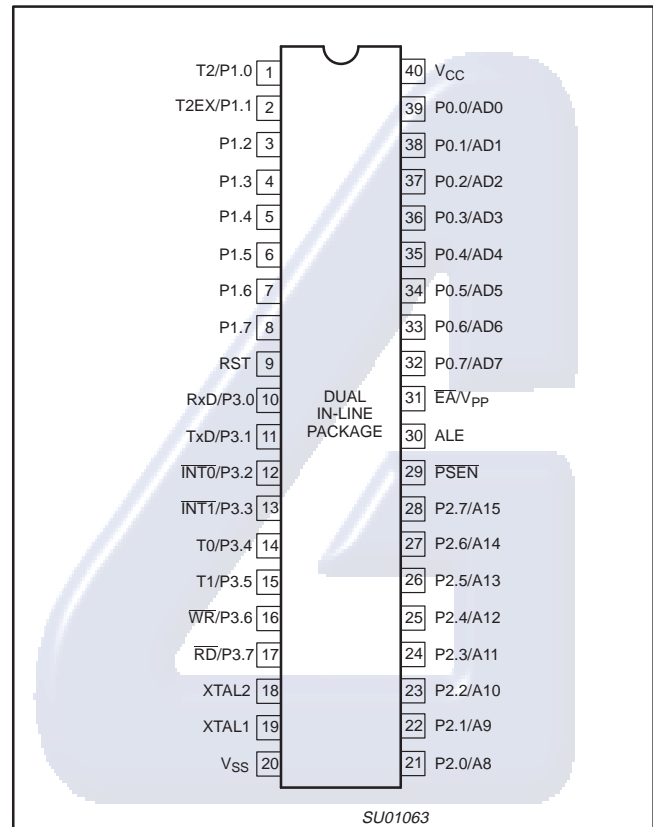 T2/P1.0 1
T2EX/P1.1 2
P1.2 3
P1.3 4
P1.4 5
P1.5 6
P1.6 7
P1.7 8
RST 9
RxD/P3.0 10
TxD/P3.1 11
INT0/P3.2 12
INT1/P3.3 13
T0/P3.4 14
T1/P3.5 15
WR/P3.6 16
RD/P3.7 17
XTAL2 18
XTAL1 19
VSS 20
DUAL
IN-LINE
PACKAGE
40 VCC
39 P0.0/AD0
38 P0.1/AD1
37 P0.2/AD2
36 P0.3/AD3
35 P0.4/AD4
34 P0.5/AD5
33 P0.6/AD6
32 P0.7/AD7
31 EA/VPP
30 ALE
29 PSEN
28 P2.7/A15
27 P2.6/A14
26 P2.5/A13
25 P2.4/A12
24 P2.3/A11
23 P2.2/A10
22 P2.1/A9
21 P2.0/A8
SU01063